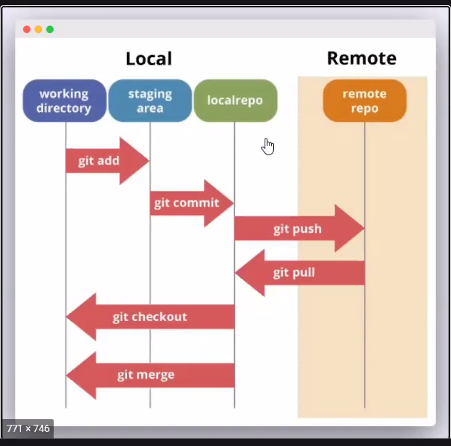 Local
Remote
working
directory
staging
area
localrepo
remote
repo
git add
git commit
git push
git pull
git checkout
git merge
771 × 746